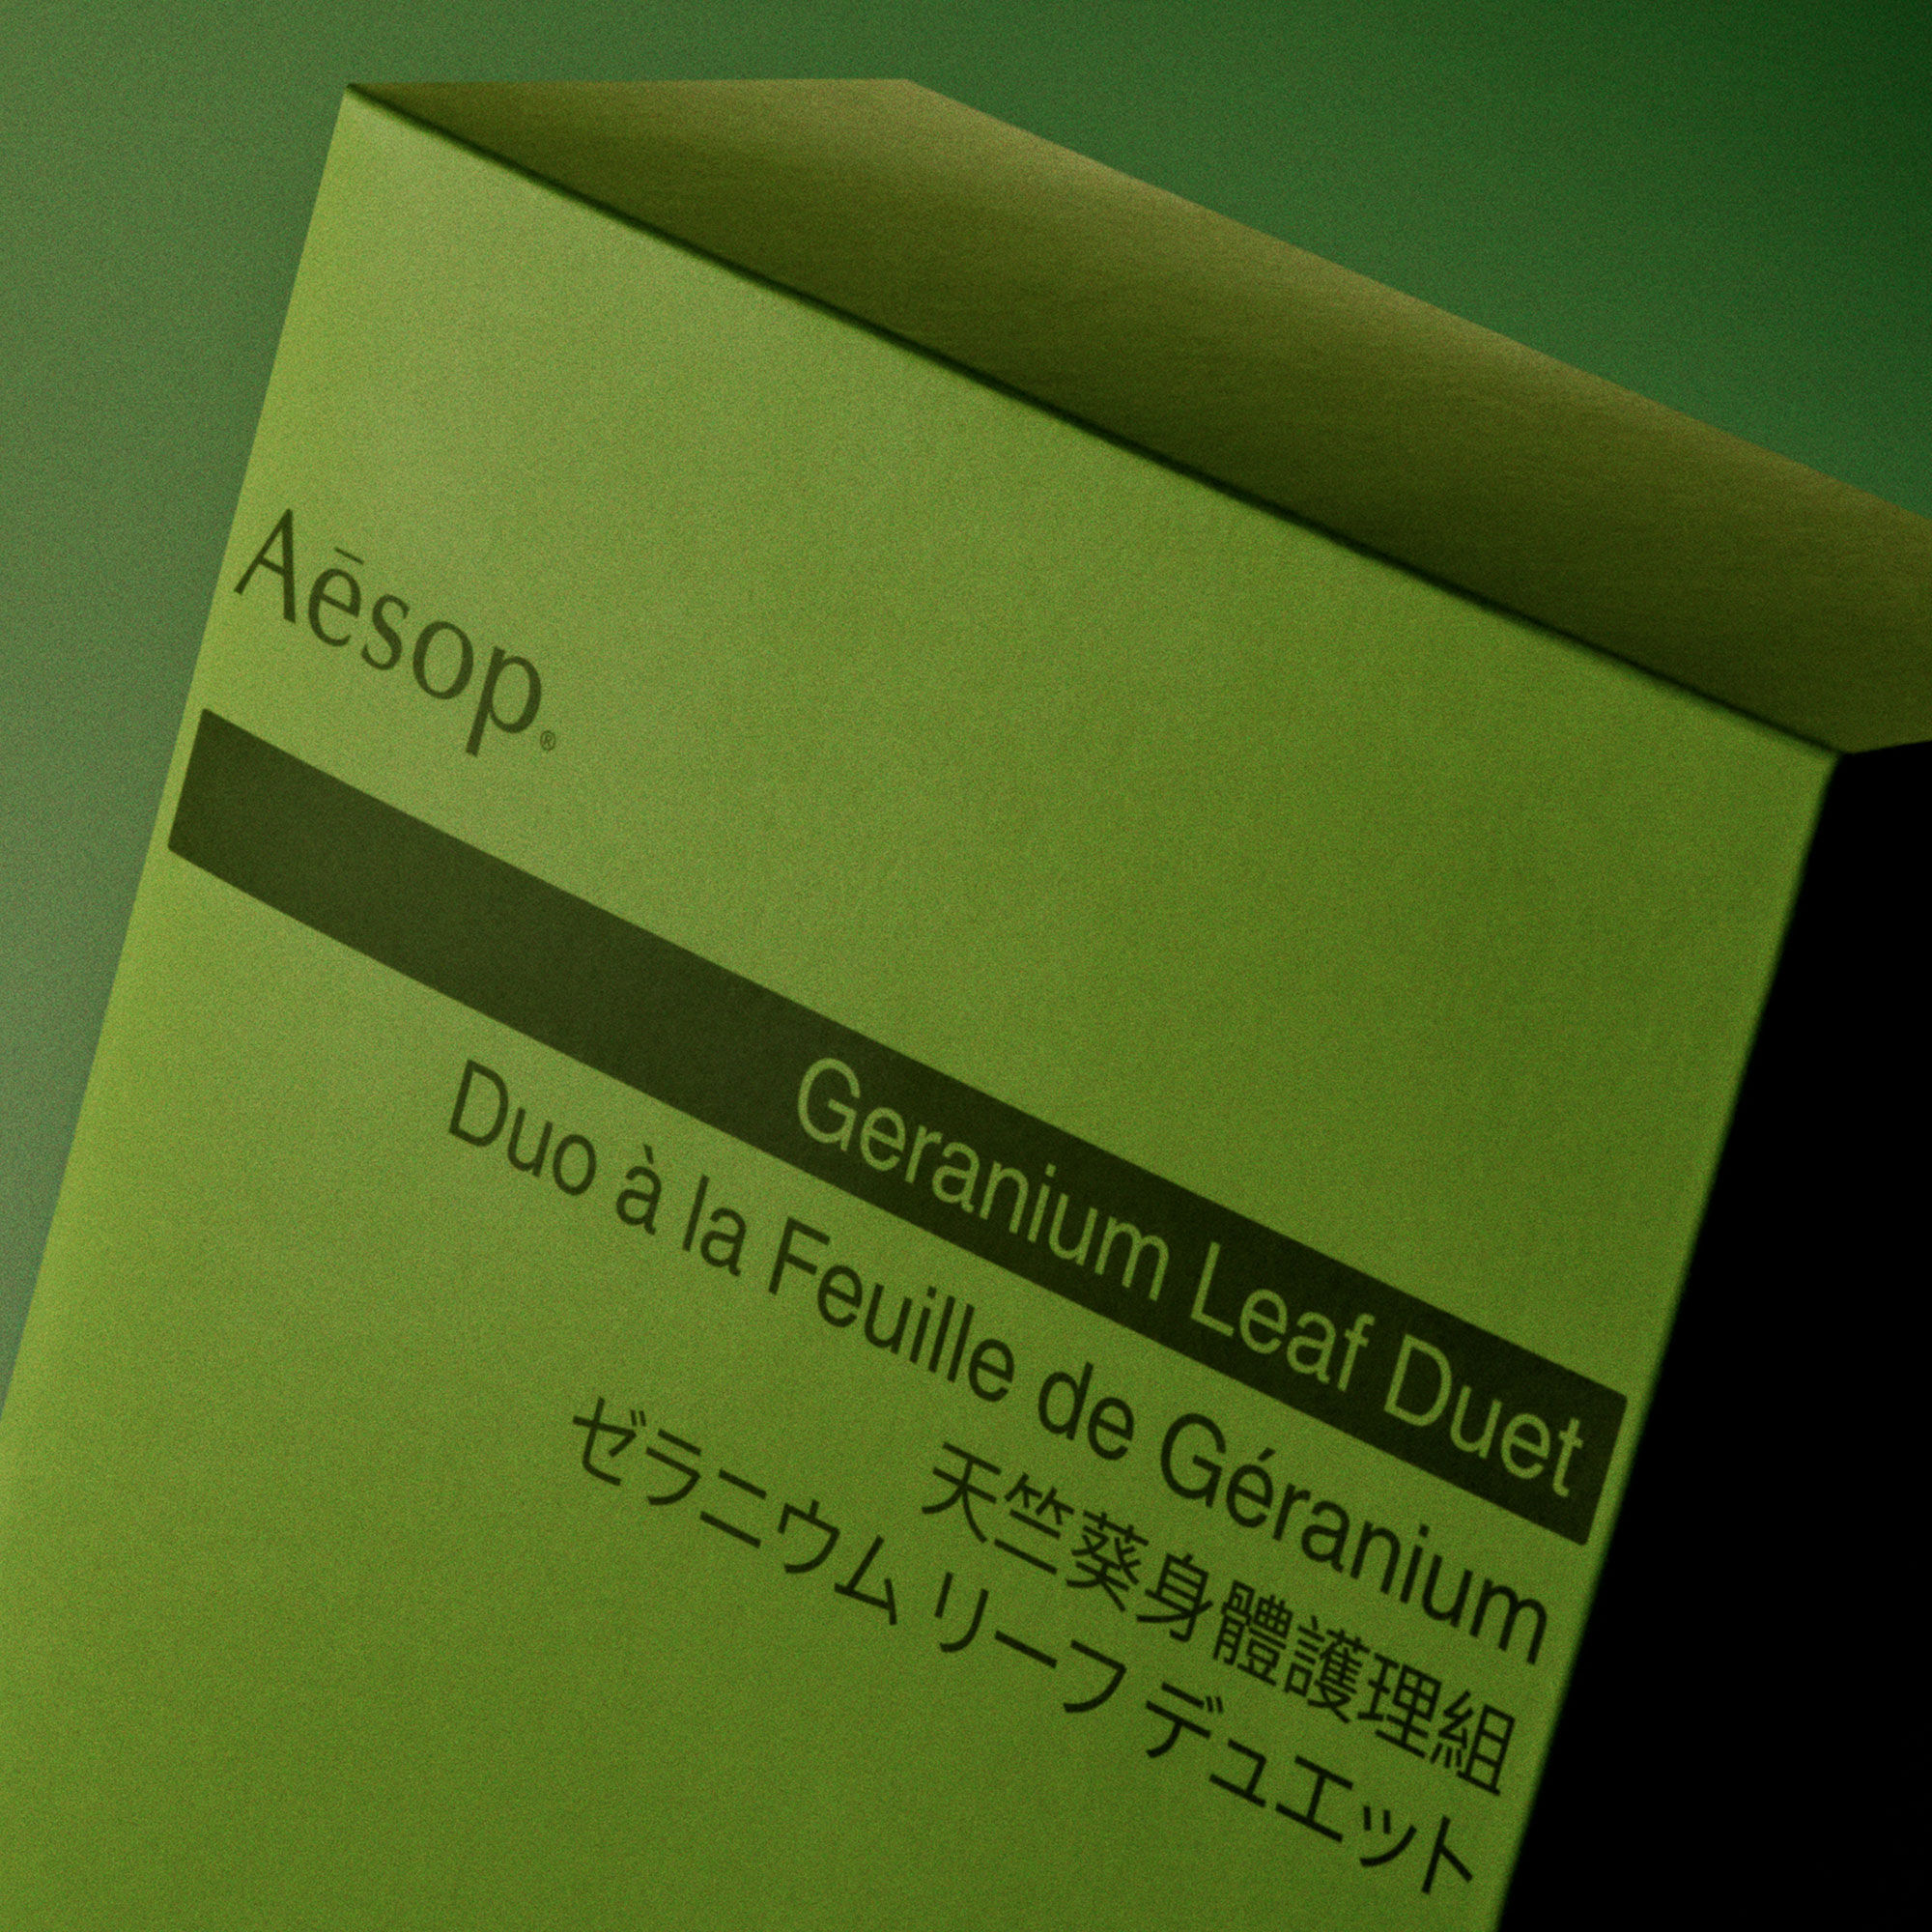 Aēsop®
Geranium Leaf Duet
Duo à la Feuille de Géranium
天竺葵身體護理組
ゼラニウム リーフ デュエット